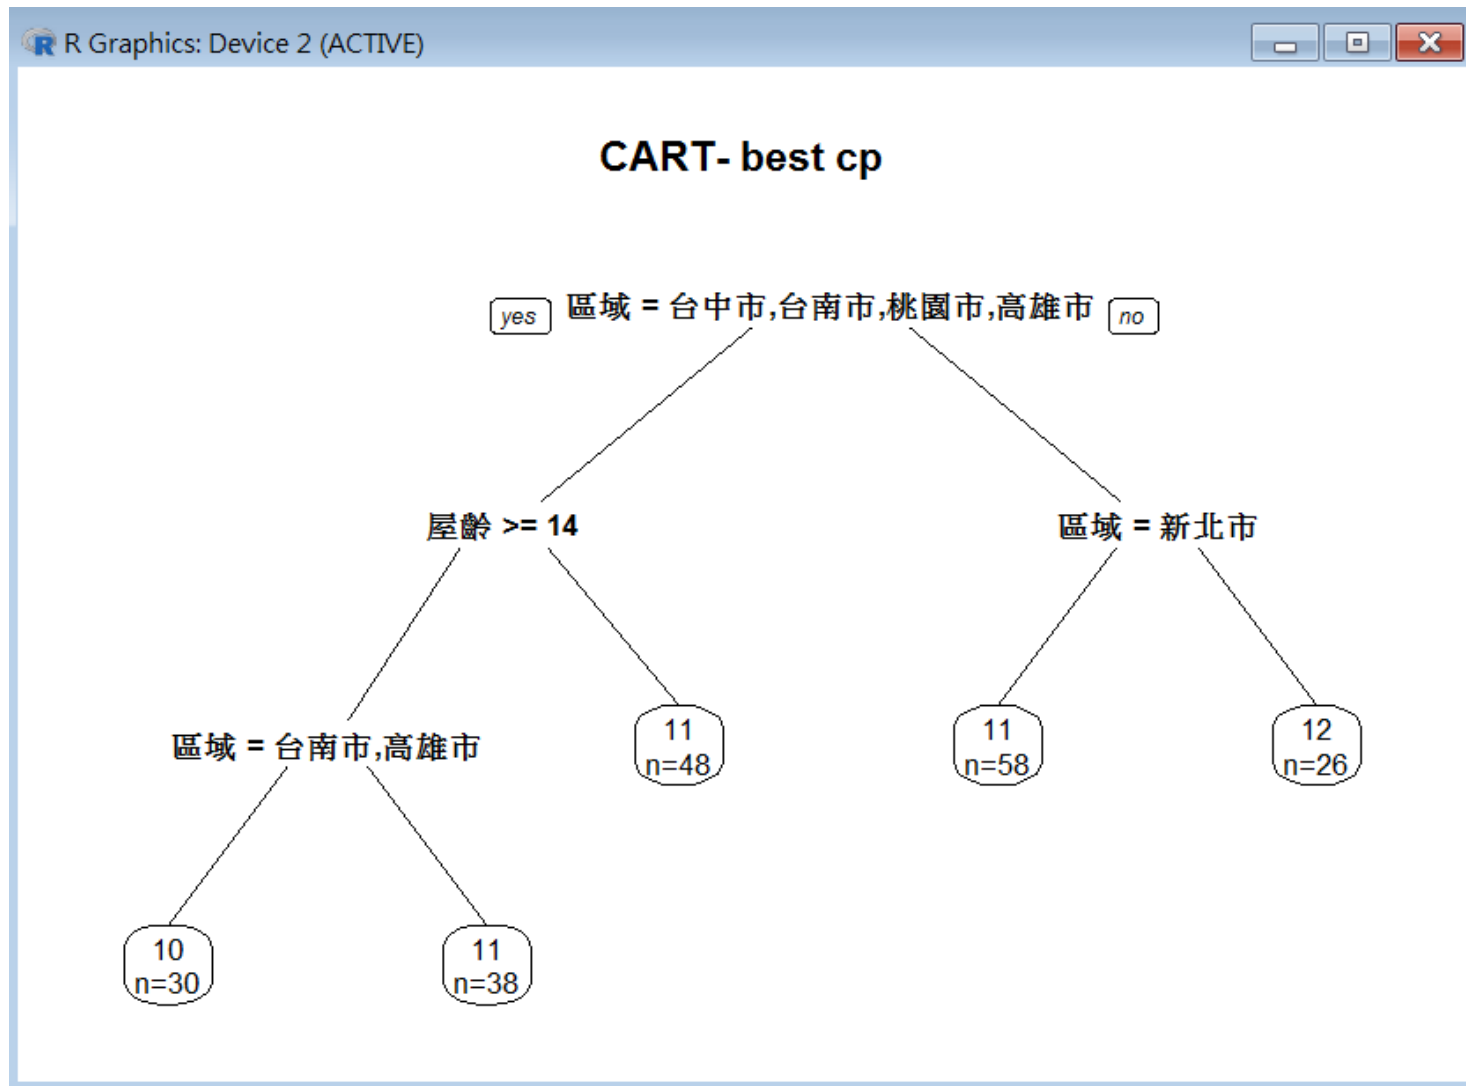 R Graphics: Device 2 (ACTIVE)
CART- best cp
yes 區域 = 台中市,台南市,桃園市,高雄市 no
屋齡 >= 14
區域 = 新北市
區域 = 台南市,高雄市
11
n=48
11
n=58
12
n=26
10
n=30
11
n=38